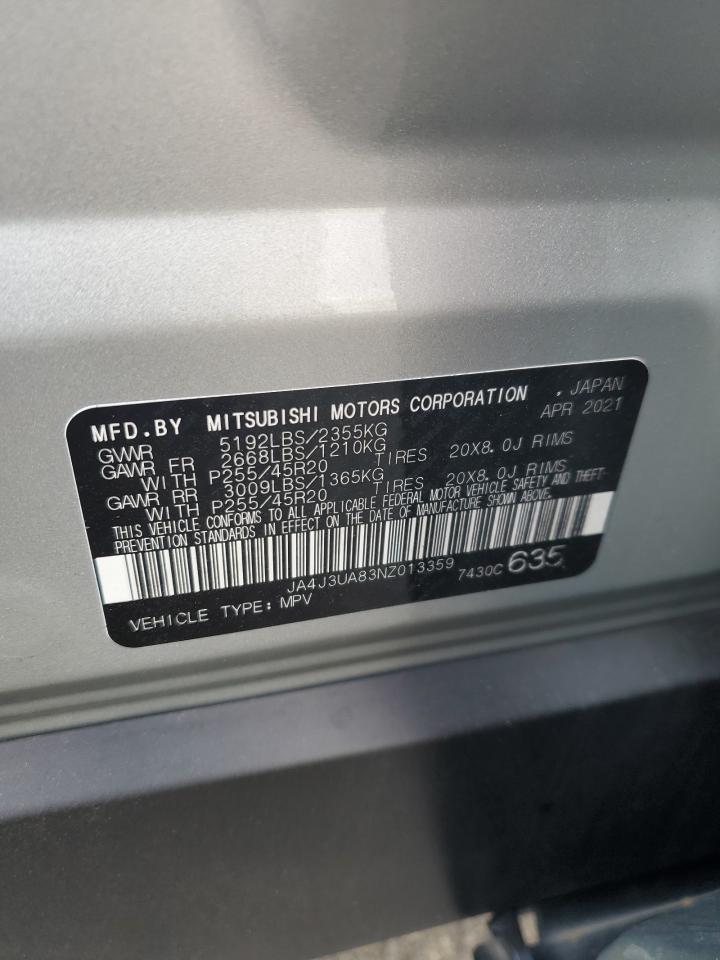 MFD.BY MITSUBISHI MOTORS CORPORATION , JAPAN
GVWR 5192LBS/2355KG APR 2021
GAWR FR 2668LBS/1210KG
WITH P255/45R20 TIRES 20X8.0J RIMS
GAWR RR 3009LBS/1365KG
WITH P255/45R20 TIRES 20X8.0J RIMS
THIS VEHICLE CONFORMS TO ALL APPLICABLE FEDERAL MOTOR VEHICLE SAFETY AND THEFT-
PREVENTION STANDARDS IN EFFECT ON THE DATE OF MANUFACTURE SHOWN ABOVE.
JA4J3UA83NZ013359 7430C 635
VEHICLE TYPE: MPV